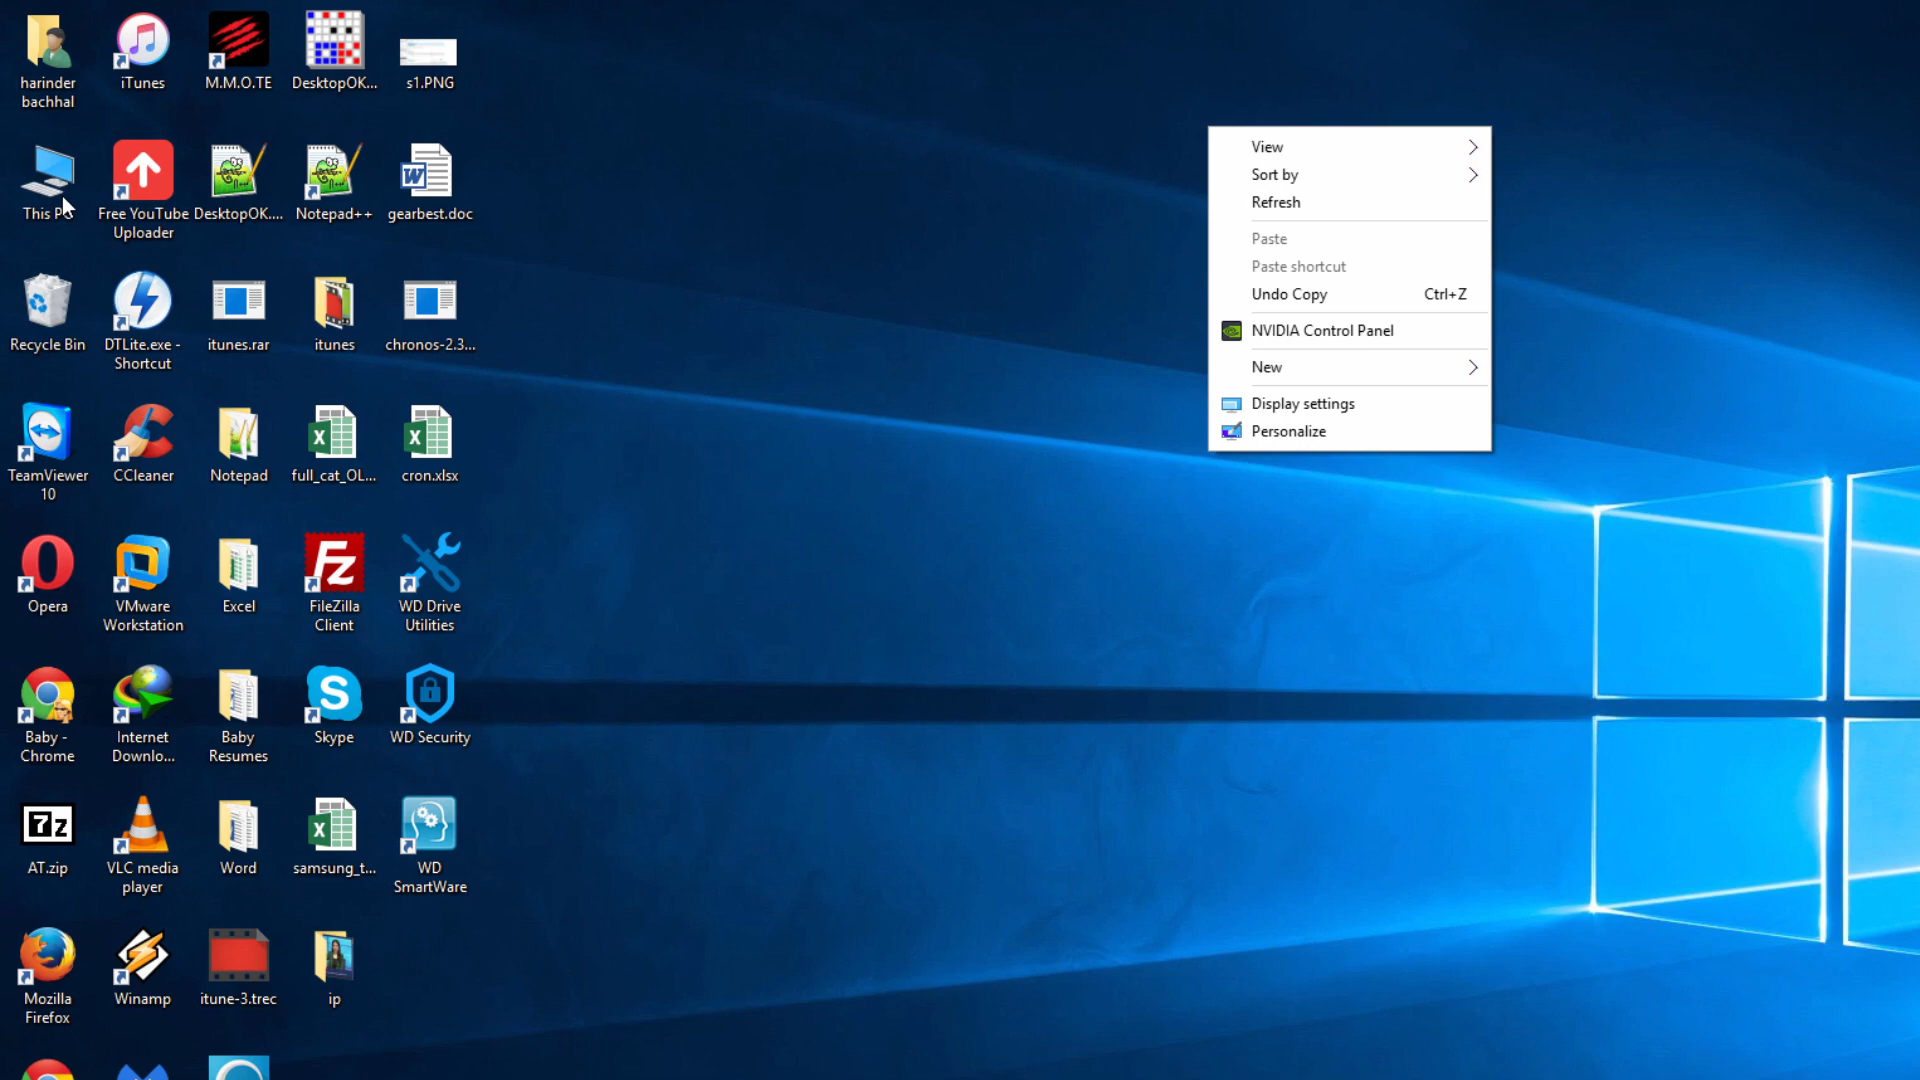 harinder
bachhal
iTunes
M.M.O.TE
DesktopOK...
s1.PNG
This PC
Free YouTube
Uploader
DesktopOK....
Notepad++
gearbest.doc
Recycle Bin
DTLite.exe -
Shortcut
itunes.rar
itunes
chronos-2.3...
TeamViewer
10
CCleaner
Notepad
full_cat_OL...
cron.xlsx
Opera
VMware
Workstation
Excel
FileZilla
Client
WD Drive
Utilities
Baby -
Chrome
Internet
Downlo...
Baby
Resumes
Skype
WD Security
7z
AT.zip
VLC media
player
Word
samsung_t...
WD
SmartWare
Mozilla
Firefox
Winamp
itune-3.trec
ip
View
Sort by
Refresh
Paste
Paste shortcut
Undo Copy Ctrl+Z
NVIDIA Control Panel
New
Display settings
Personalize